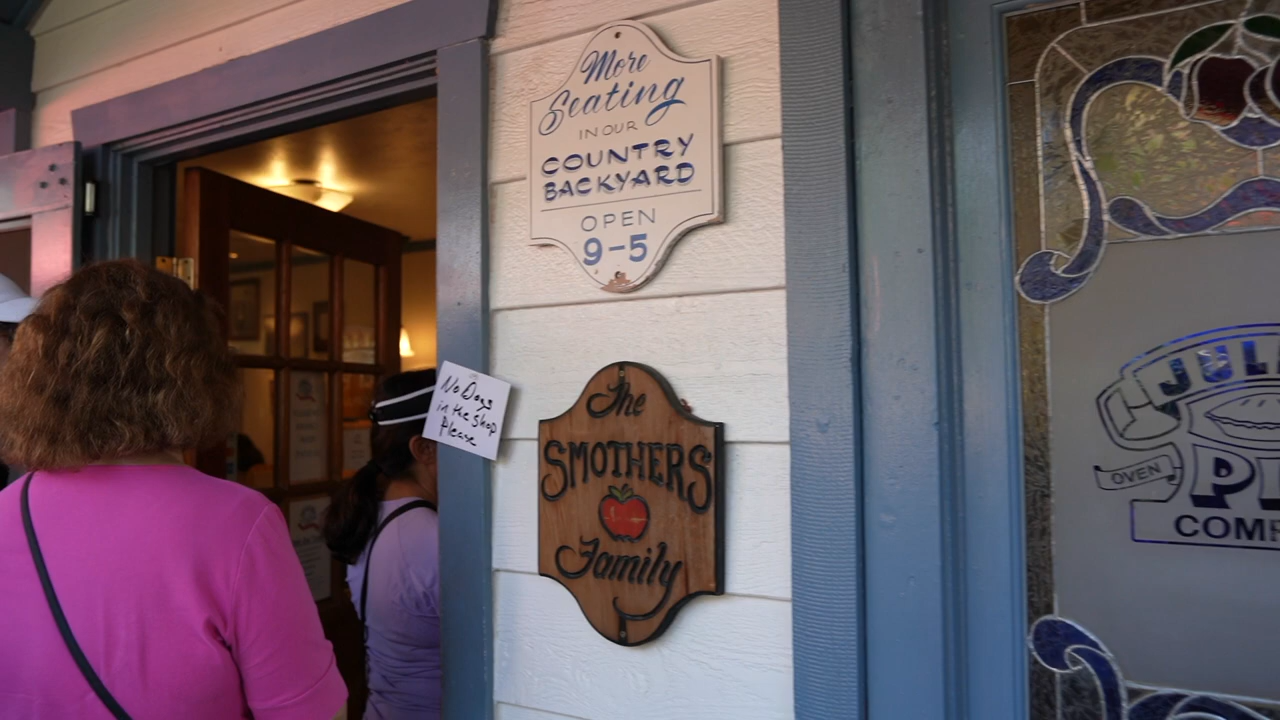 More
Seating
IN OUR
COUNTRY
BACKYARD
OPEN
9-5
No Dogs
in the shop
please
The
SMOTHERS
Family
OVEN